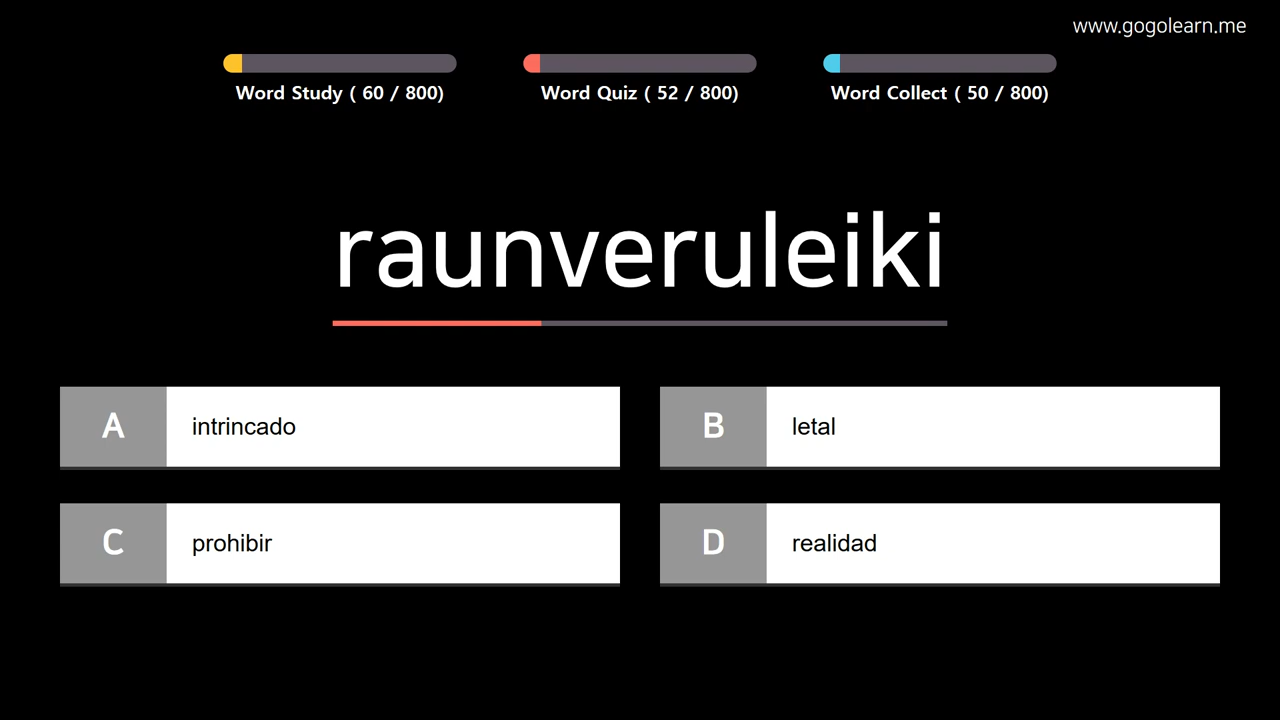 www.gogolearn.me
Word Study ( 60 / 800)
Word Quiz ( 52 / 800)
Word Collect ( 50 / 800)
raunveruleiki
A intrincado
B letal
C prohibir
D realidad